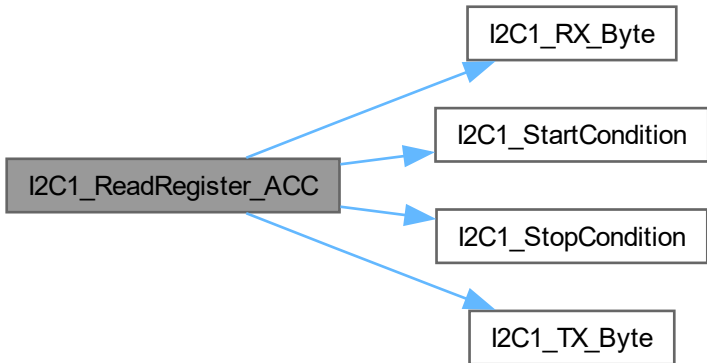 I2C1_RX_Byte
I2C1_StartCondition
I2C1_ReadRegister_ACC
I2C1_StopCondition
I2C1_TX_Byte